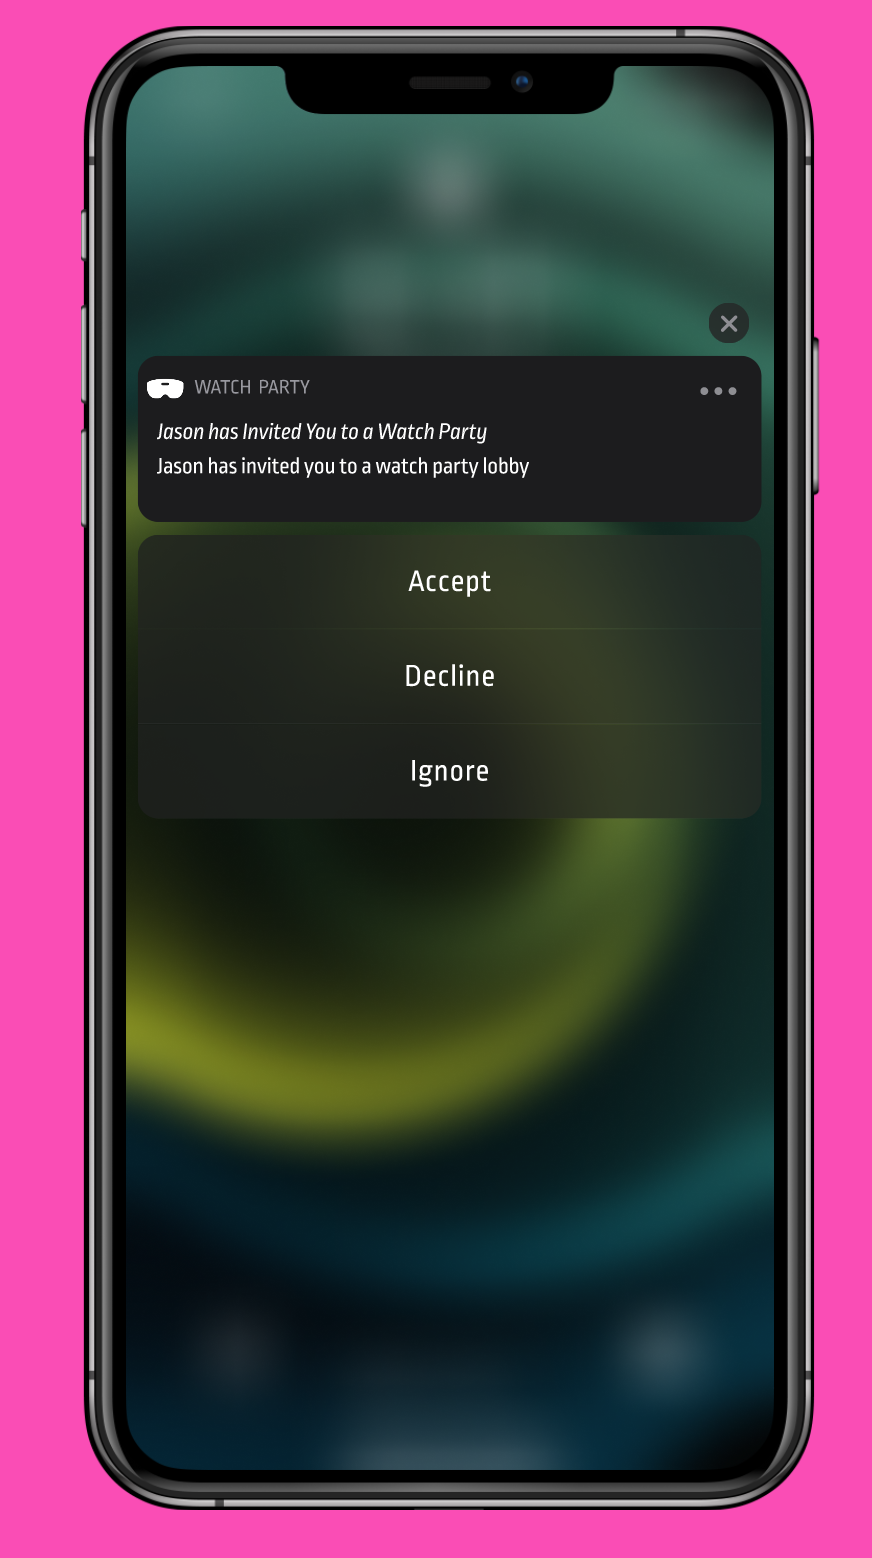 WATCH PARTY
Jason has Invited You to a Watch Party
Jason has invited you to a watch party lobby
Accept
Decline
Ignore